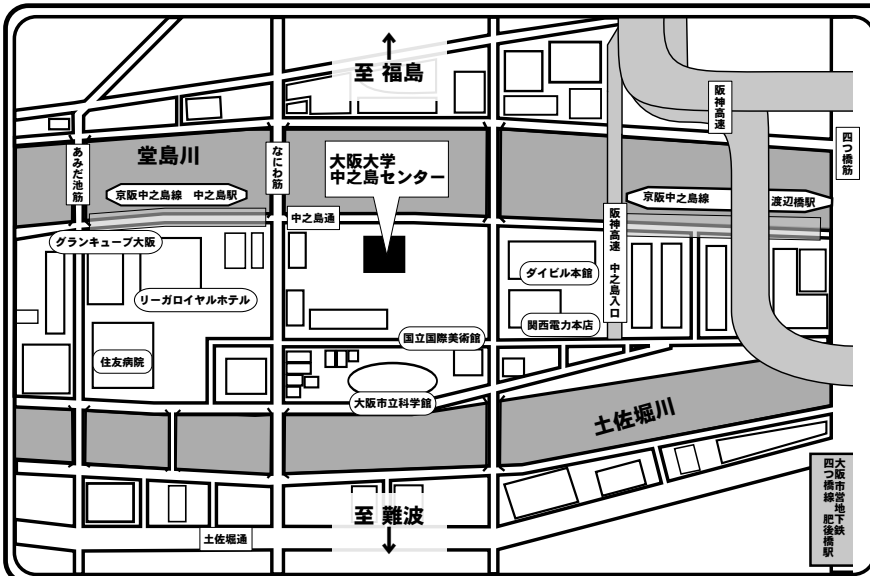 至 福島
阪神高速
四つ橋筋
あみだ池筋
堂島川
なにわ筋
大阪大学
中之島センター
京阪中之島線 中之島駅
京阪中之島線 渡辺橋駅
中之島通
阪神高速 中之島入口
グランキューブ大阪
ダイビル本館
リーガロイヤルホテル
関西電力本店
国立国際美術館
住友病院
大阪市立科学館
土佐堀川
大阪市営地下鉄
四つ橋線 肥後橋駅
至 難波
土佐堀通